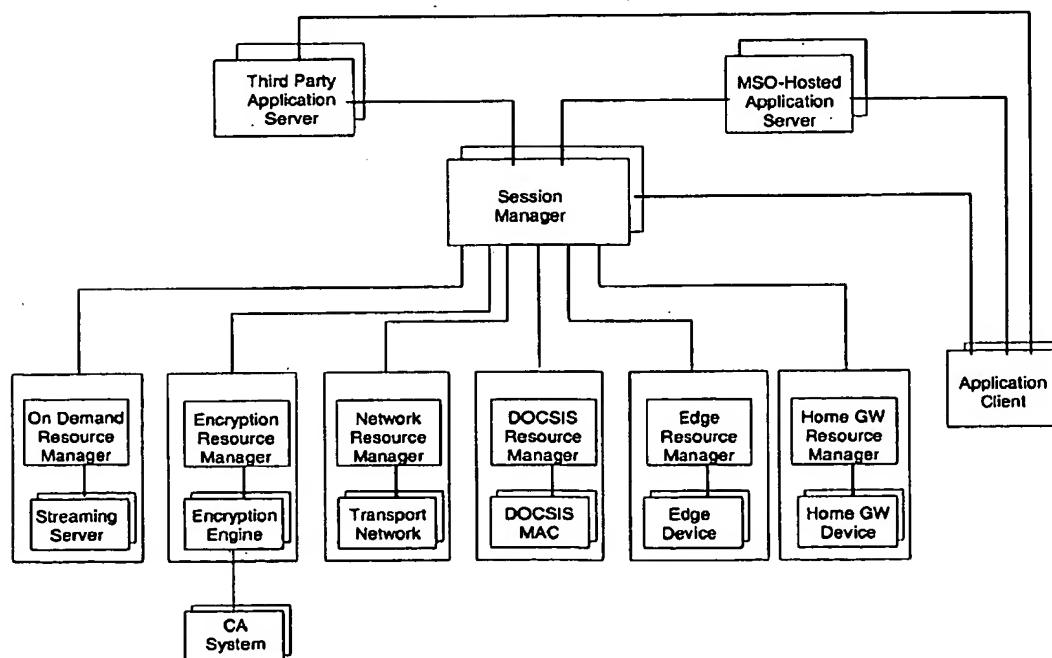 Third Party
Application
Server
MSO-Hosted
Application
Server
Session
Manager
Application
Client
On Demand
Resource
Manager
Streaming
Server
Encryption
Resource
Manager
Encryption
Engine
CA
System
Network
Resource
Manager
Transport
Network
DOCSIS
Resource
Manager
DOCSIS
MAC
Edge
Resource
Manager
Edge
Device
Home GW
Resource
Manager
Home GW
Device